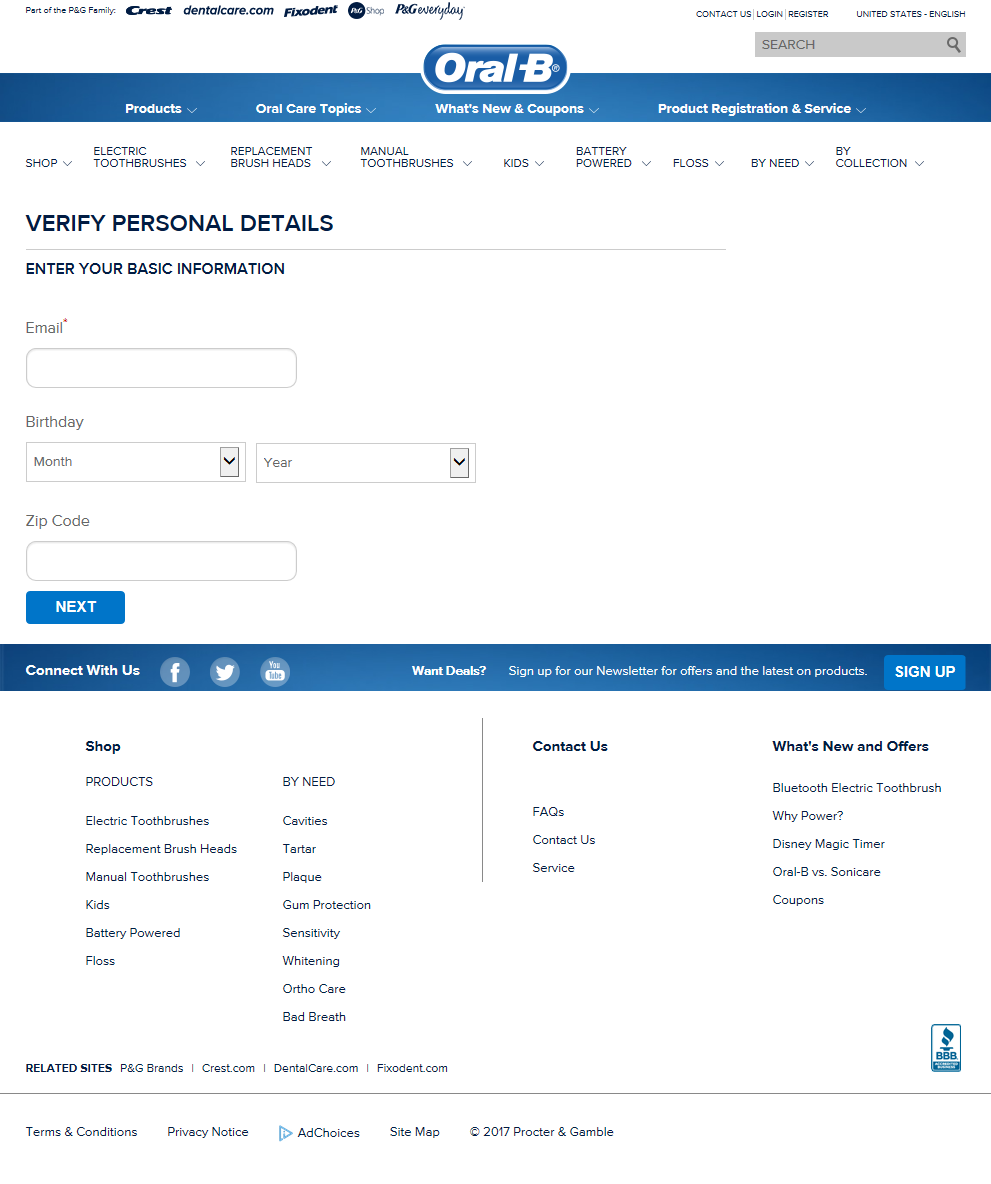 Part of the P&G Family: Crest dentalcare.com Fixodent P&G Shop P&G everyday
CONTACT US | LOGIN | REGISTER UNITED STATES - ENGLISH
SEARCH
Oral-B®
Products Oral Care Topics What's New & Coupons Product Registration & Service
SHOP ELECTRIC TOOTHBRUSHES REPLACEMENT BRUSH HEADS MANUAL TOOTHBRUSHES KIDS BATTERY POWERED FLOSS BY NEED BY COLLECTION
VERIFY PERSONAL DETAILS
ENTER YOUR BASIC INFORMATION
Email*
Birthday
Month Year
Zip Code
NEXT
Connect With Us f You Tube Want Deals? Sign up for our Newsletter for offers and the latest on products. SIGN UP
Shop
PRODUCTS
Electric Toothbrushes
Replacement Brush Heads
Manual Toothbrushes
Kids
Battery Powered
Floss
BY NEED
Cavities
Tartar
Plaque
Gum Protection
Sensitivity
Whitening
Ortho Care
Bad Breath
Contact Us
FAQs
Contact Us
Service
What's New and Offers
Bluetooth Electric Toothbrush
Why Power?
Disney Magic Timer
Oral-B vs. Sonicare
Coupons
BBB
ACCREDITED BUSINESS
RELATED SITES P&G Brands | Crest.com | DentalCare.com | Fixodent.com
Terms & Conditions Privacy Notice AdChoices Site Map © 2017 Procter & Gamble